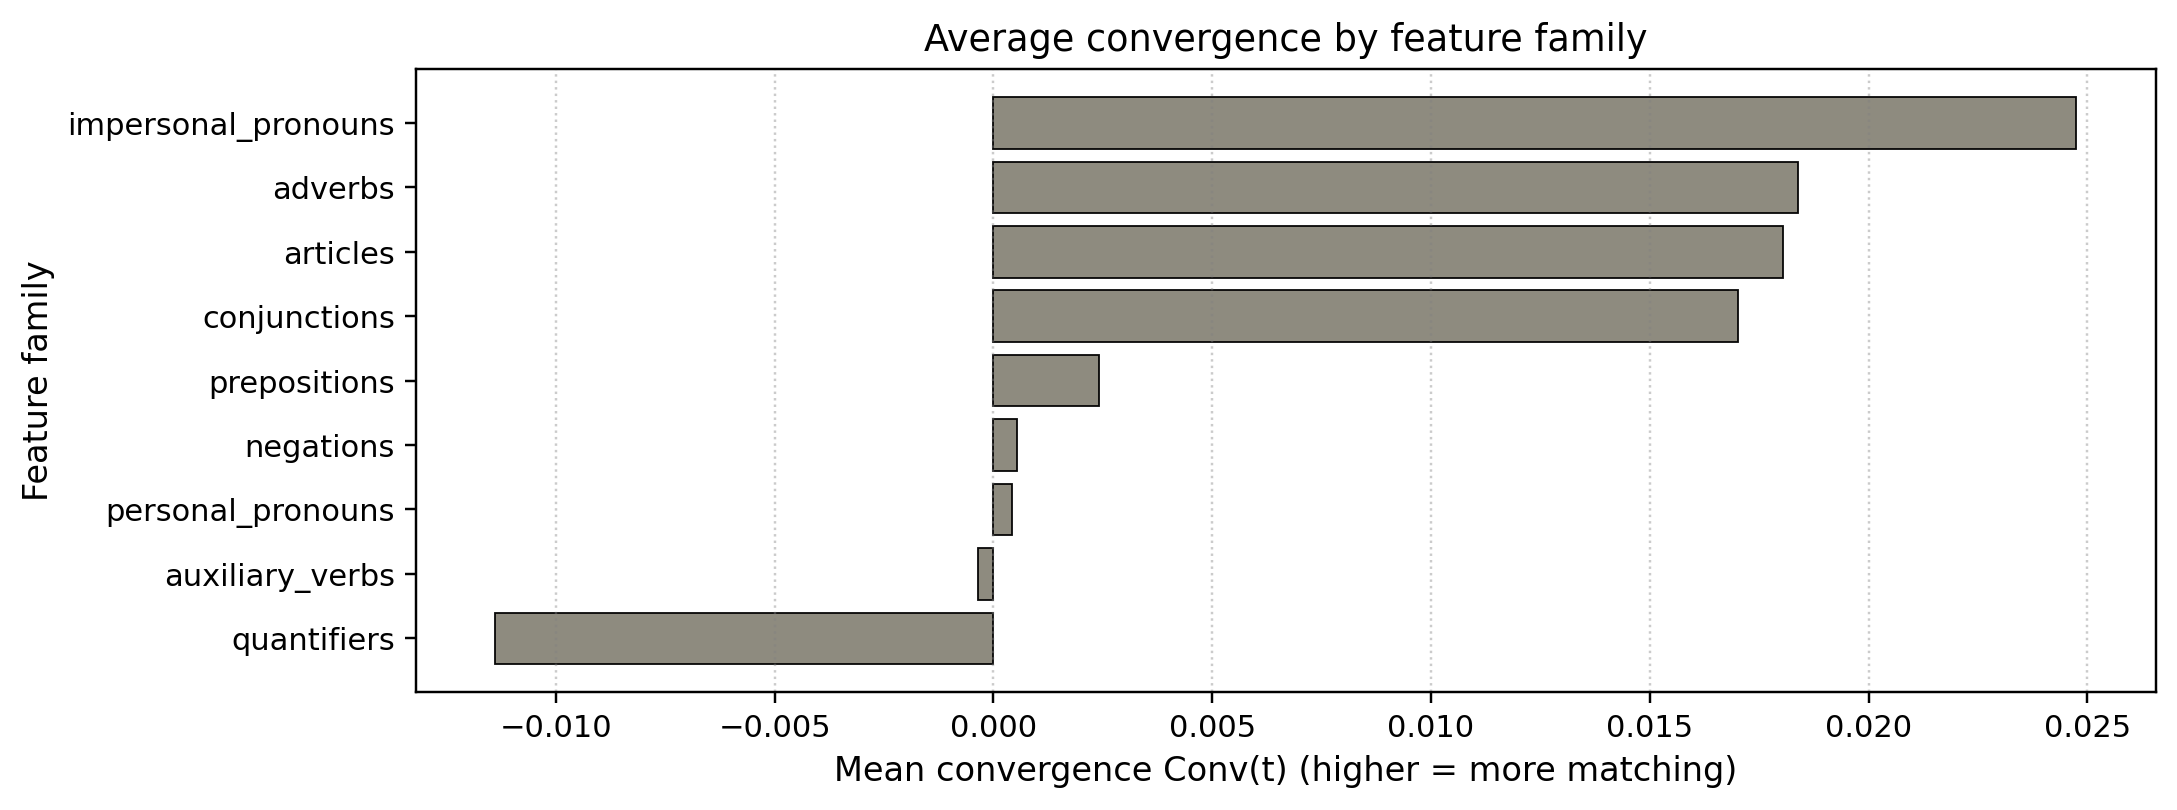 Average convergence by feature family
Feature family
impersonal_pronouns
adverbs
articles
conjunctions
prepositions
negations
personal_pronouns
auxiliary_verbs
quantifiers
−0.010 −0.005 0.000 0.005 0.010 0.015 0.020 0.025
Mean convergence Conv(t) (higher = more matching)